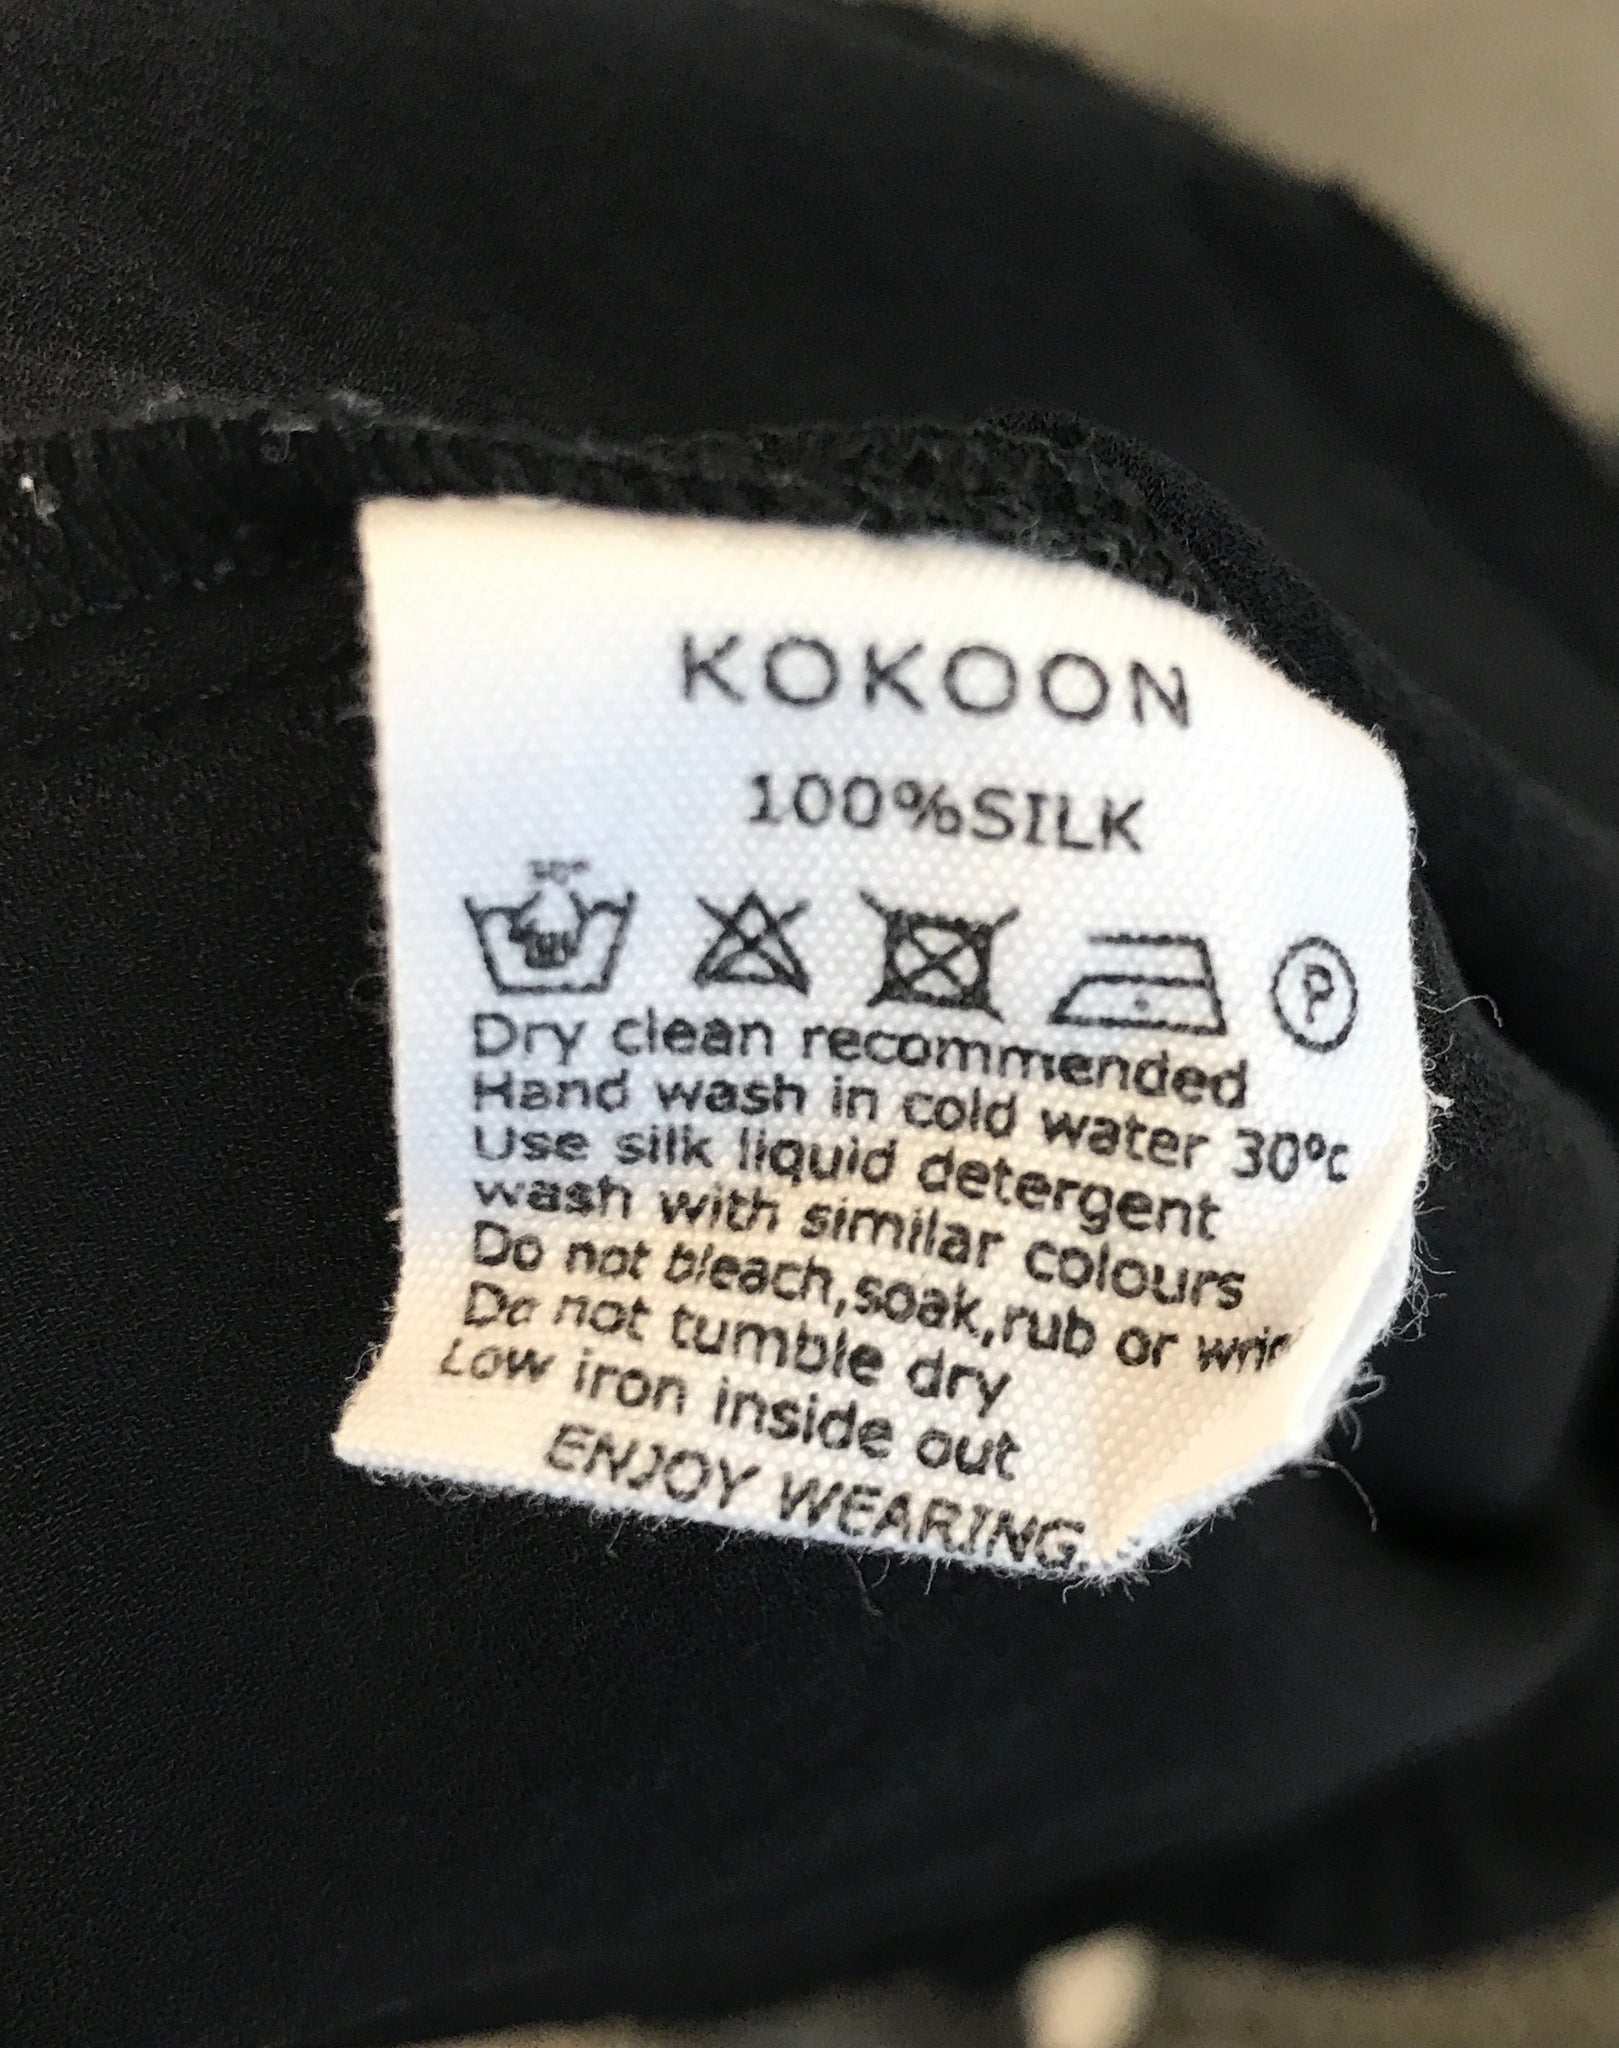 KOKOON
100%SILK
30°
P
Dry clean recommended
Hand wash in cold water 30°c
Use silk liquid detergent
wash with similar colours
Do not bleach,soak,rub or
Do not tumble dry
Low iron inside out
ENJOY WEARING.